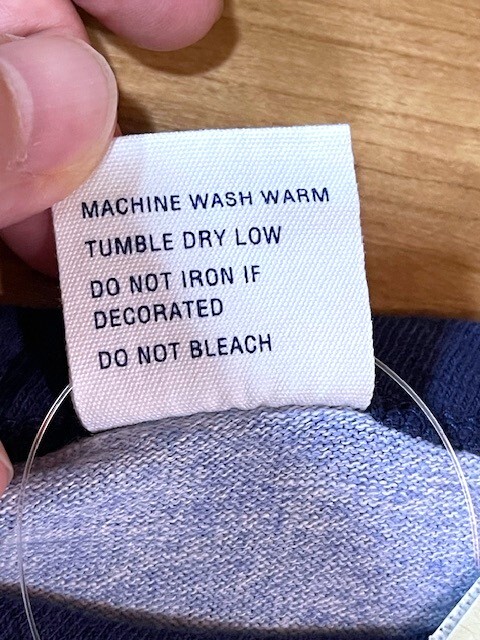 MACHINE WASH WARM
TUMBLE DRY LOW
DO NOT IRON IF
DECORATED
DO NOT BLEACH